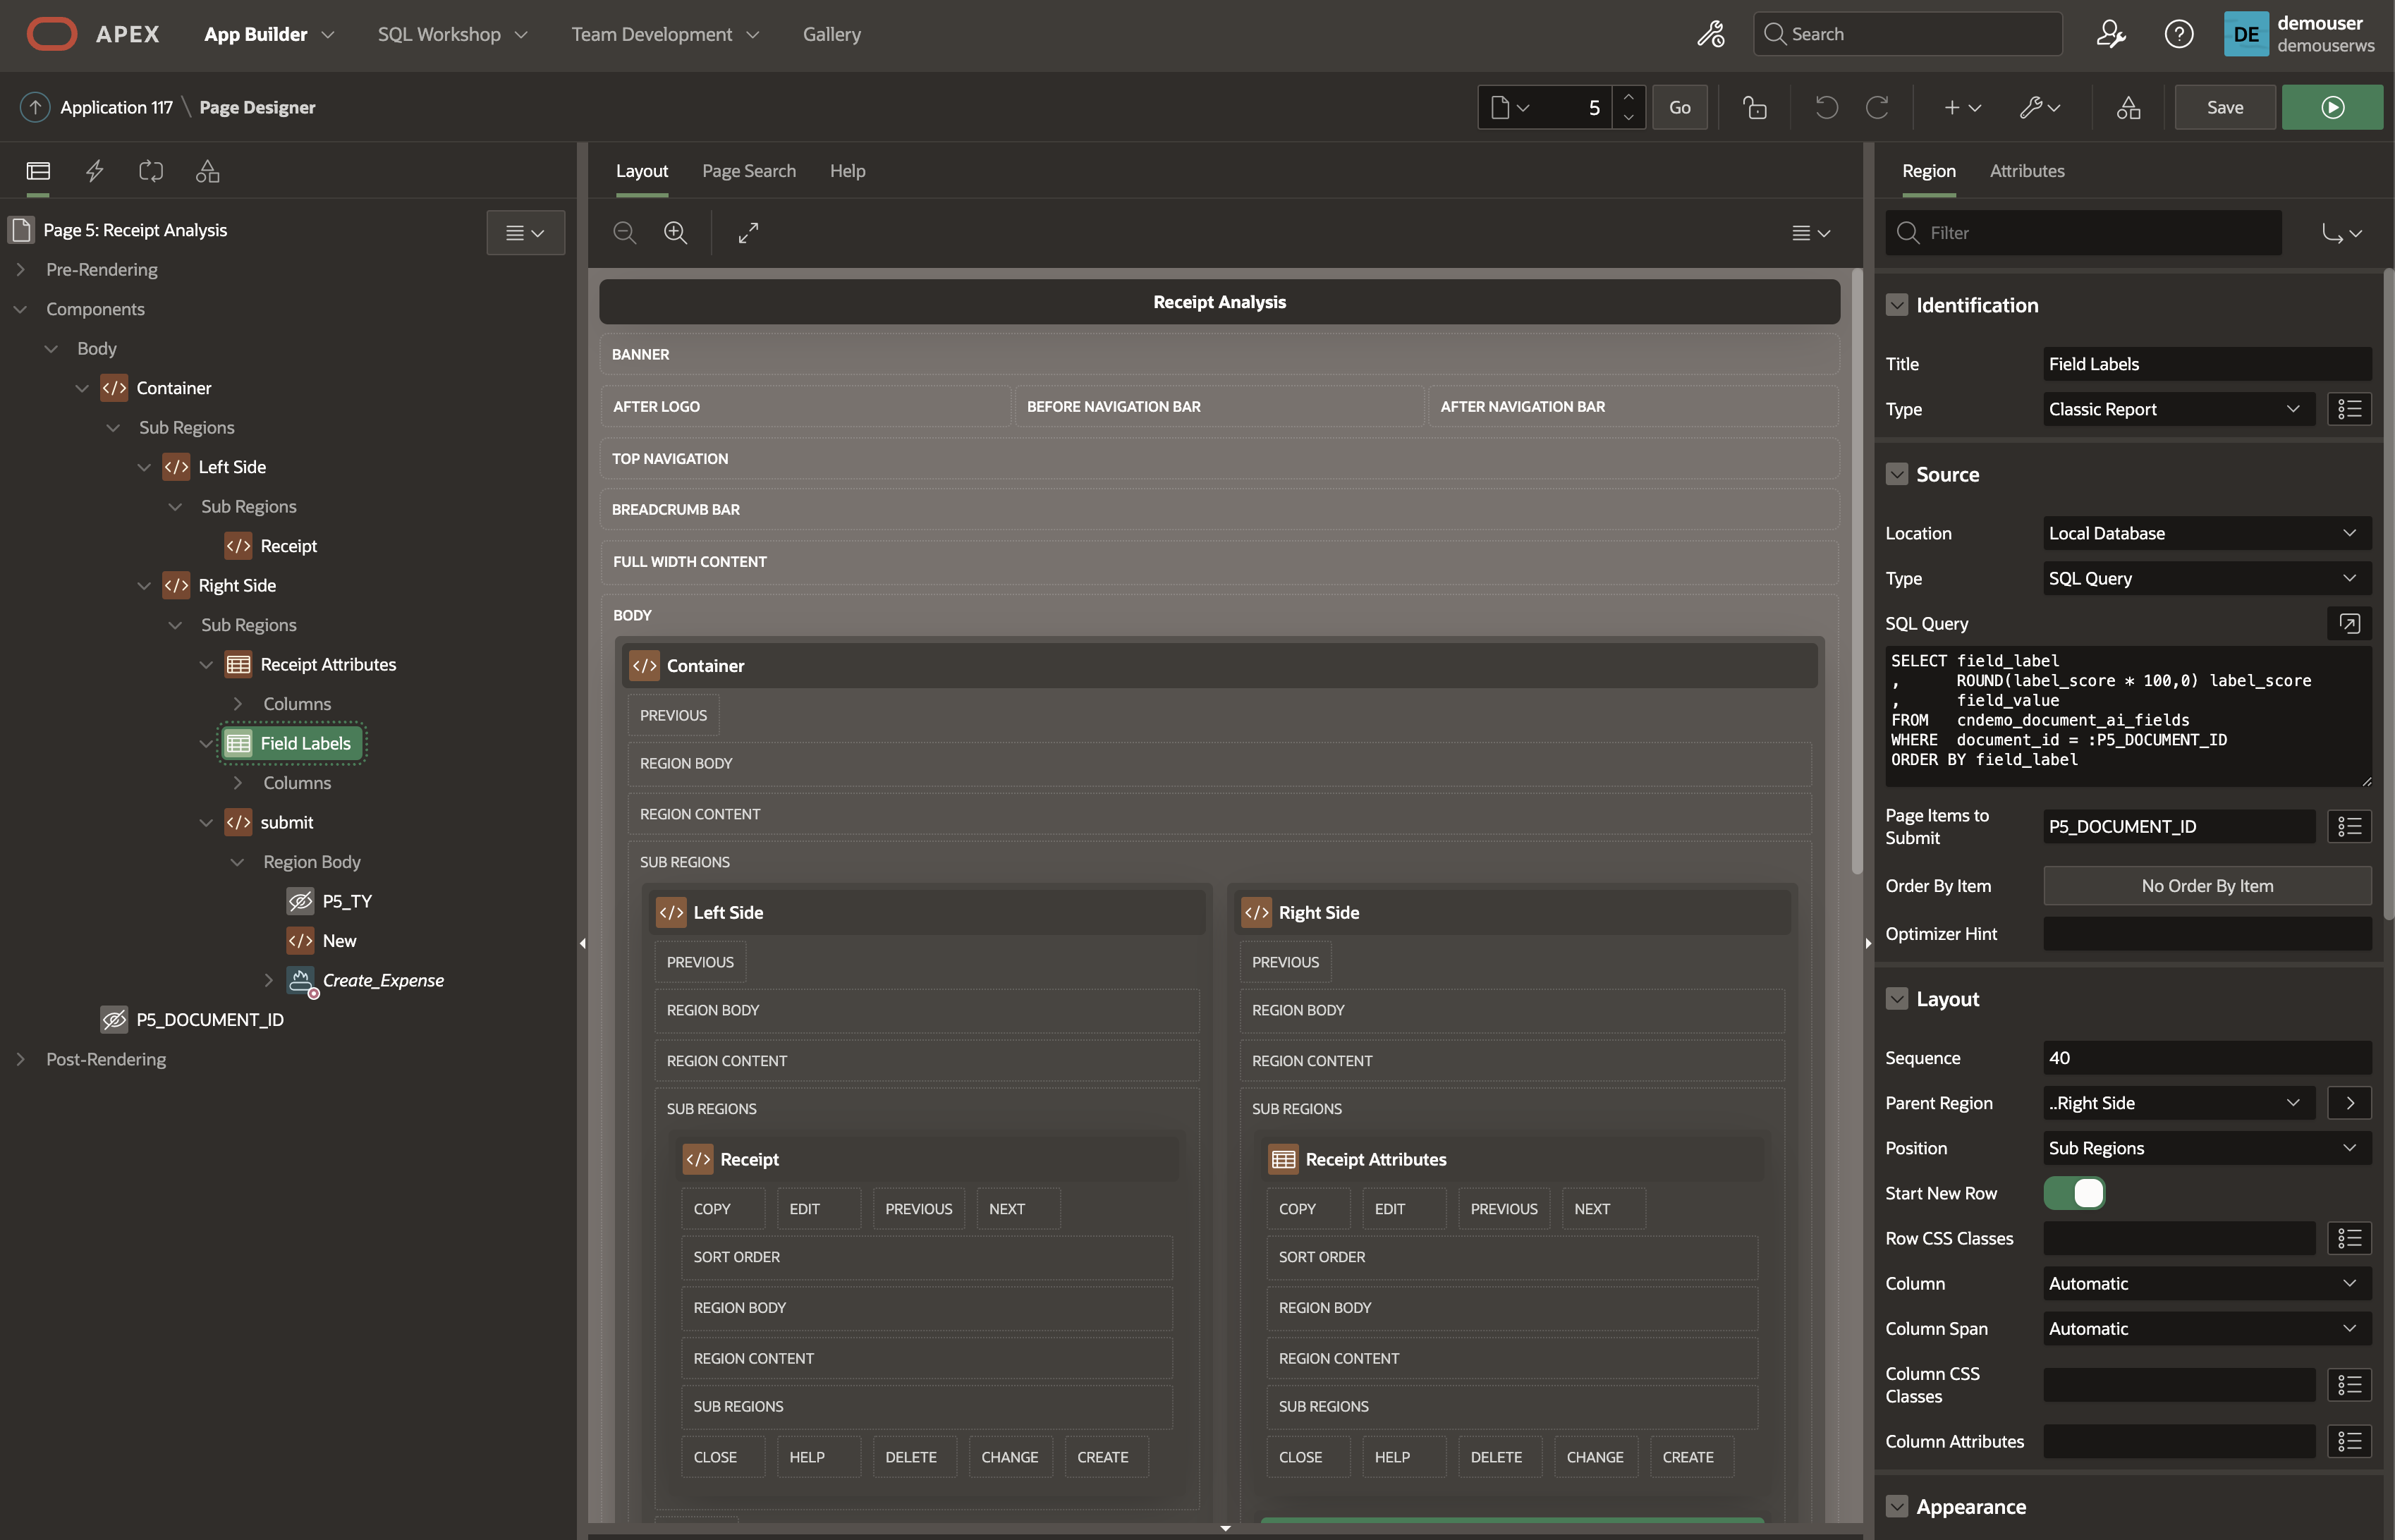 APEX App Builder SQL Workshop Team Development Gallery Search DE demouser
demouserws
Application 117 \ Page Designer 5 Go Save
Page 5: Receipt Analysis
Pre-Rendering
Components
Body
Container
Sub Regions
Left Side
Sub Regions
Receipt
Right Side
Sub Regions
Receipt Attributes
Columns
Field Labels
Columns
submit
Region Body
P5_TY
New
Create_Expense
P5_DOCUMENT_ID
Post-Rendering
Layout Page Search Help
Receipt Analysis
BANNER
AFTER LOGO BEFORE NAVIGATION BAR AFTER NAVIGATION BAR
TOP NAVIGATION
BREADCRUMB BAR
FULL WIDTH CONTENT
BODY
Container
PREVIOUS
REGION BODY
REGION CONTENT
SUB REGIONS
Left Side
PREVIOUS
REGION BODY
REGION CONTENT
SUB REGIONS
Receipt
COPY EDIT PREVIOUS NEXT
SORT ORDER
REGION BODY
REGION CONTENT
SUB REGIONS
CLOSE HELP DELETE CHANGE CREATE
Right Side
PREVIOUS
REGION BODY
REGION CONTENT
SUB REGIONS
Receipt Attributes
COPY EDIT PREVIOUS NEXT
SORT ORDER
REGION BODY
REGION CONTENT
SUB REGIONS
CLOSE HELP DELETE CHANGE CREATE
Region Attributes
Filter
Identification
Title Field Labels
Type Classic Report
Source
Location Local Database
Type SQL Query
SQL Query
SELECT field_label
,      ROUND(label_score * 100,0) label_score
,      field_value
FROM   cndemo_document_ai_fields
WHERE  document_id = :P5_DOCUMENT_ID
ORDER BY field_label
Page Items to
Submit P5_DOCUMENT_ID
Order By Item No Order By Item
Optimizer Hint
Layout
Sequence 40
Parent Region ..Right Side
Position Sub Regions
Start New Row
Row CSS Classes
Column Automatic
Column Span Automatic
Column CSS
Classes
Column Attributes
Appearance